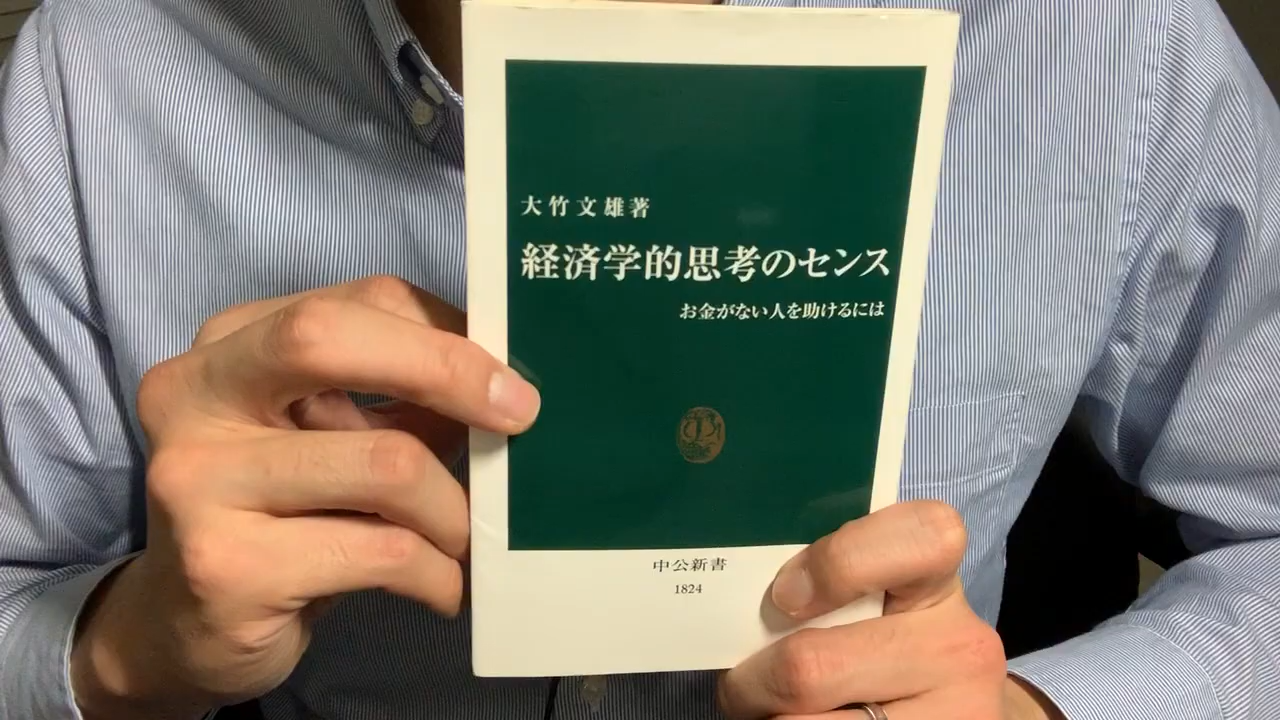 大竹文雄著
経済学的思考のセンス
お金がない人を助けるには
中公新書
1824